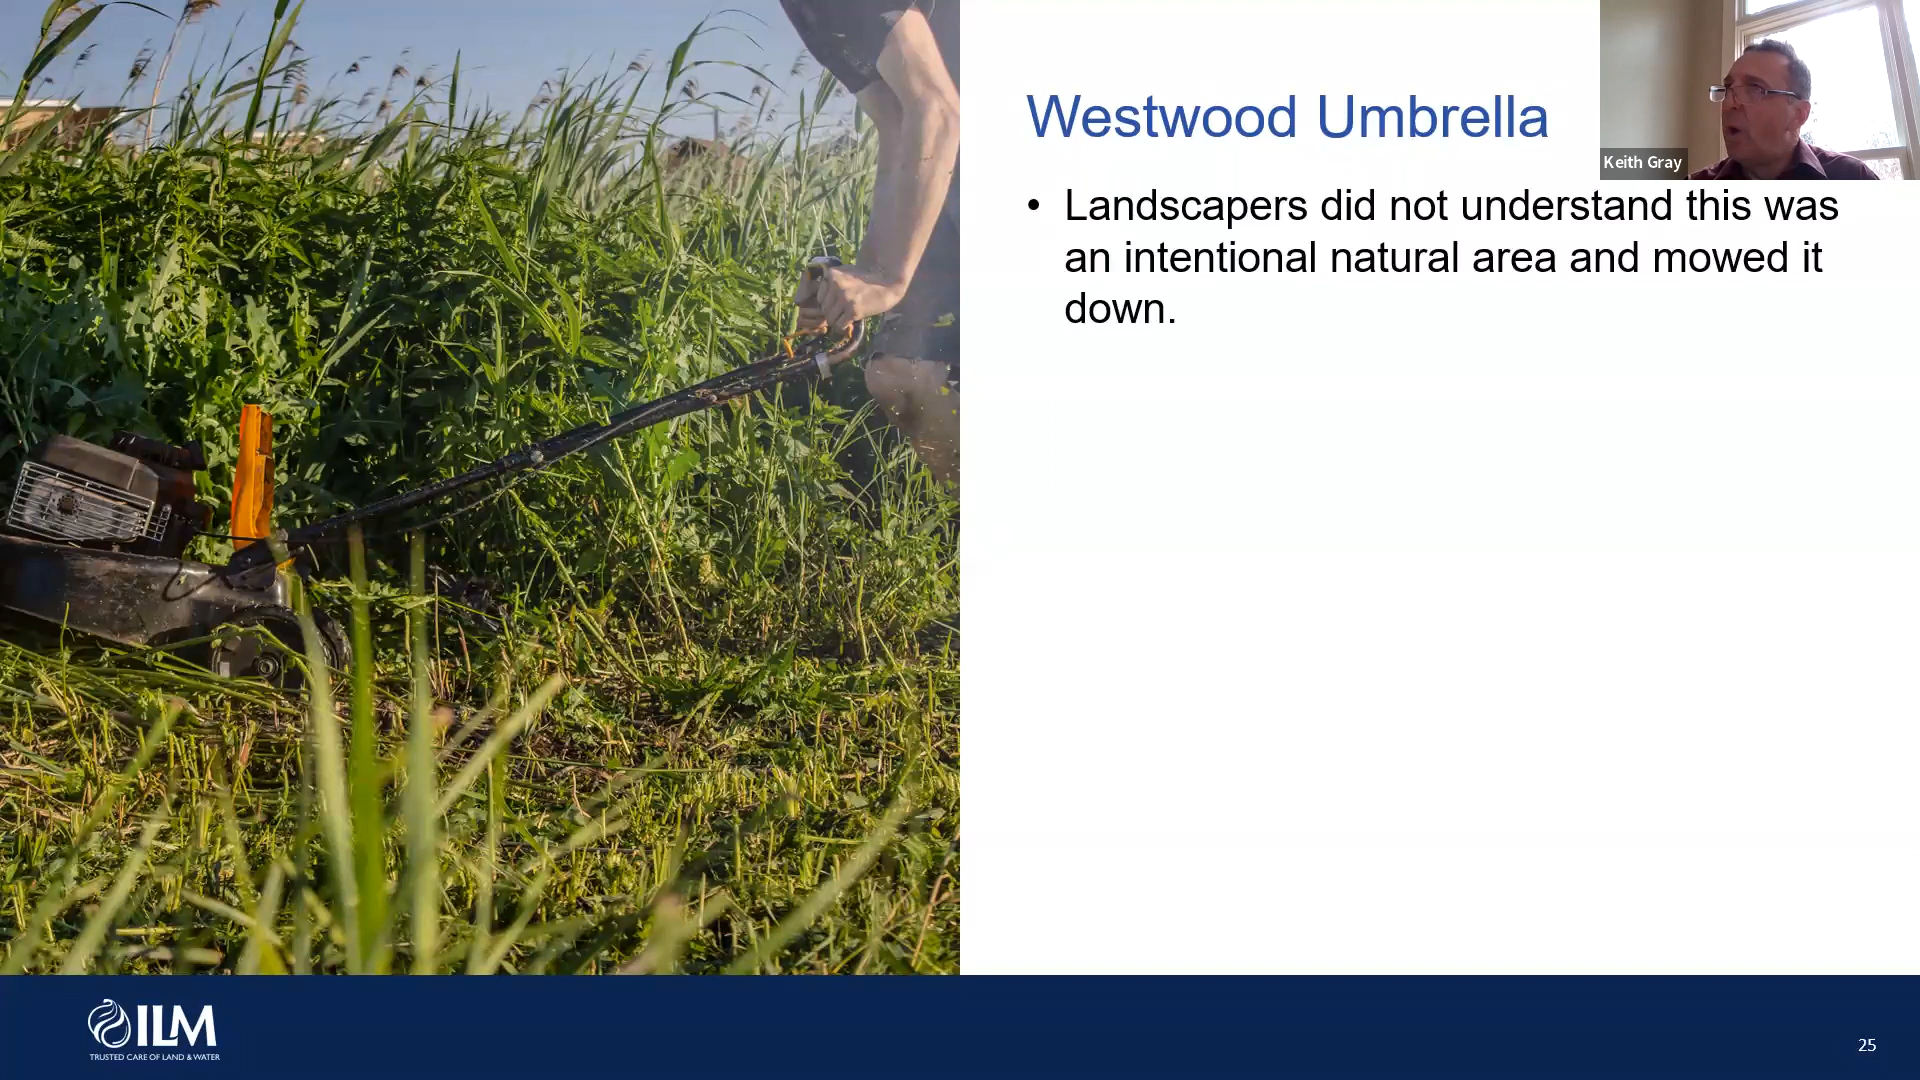 Westwood Umbrella
Keith Gray
• Landscapers did not understand this was
an intentional natural area and mowed it
down.
ILM
TRUSTED CARE OF LAND & WATER
25